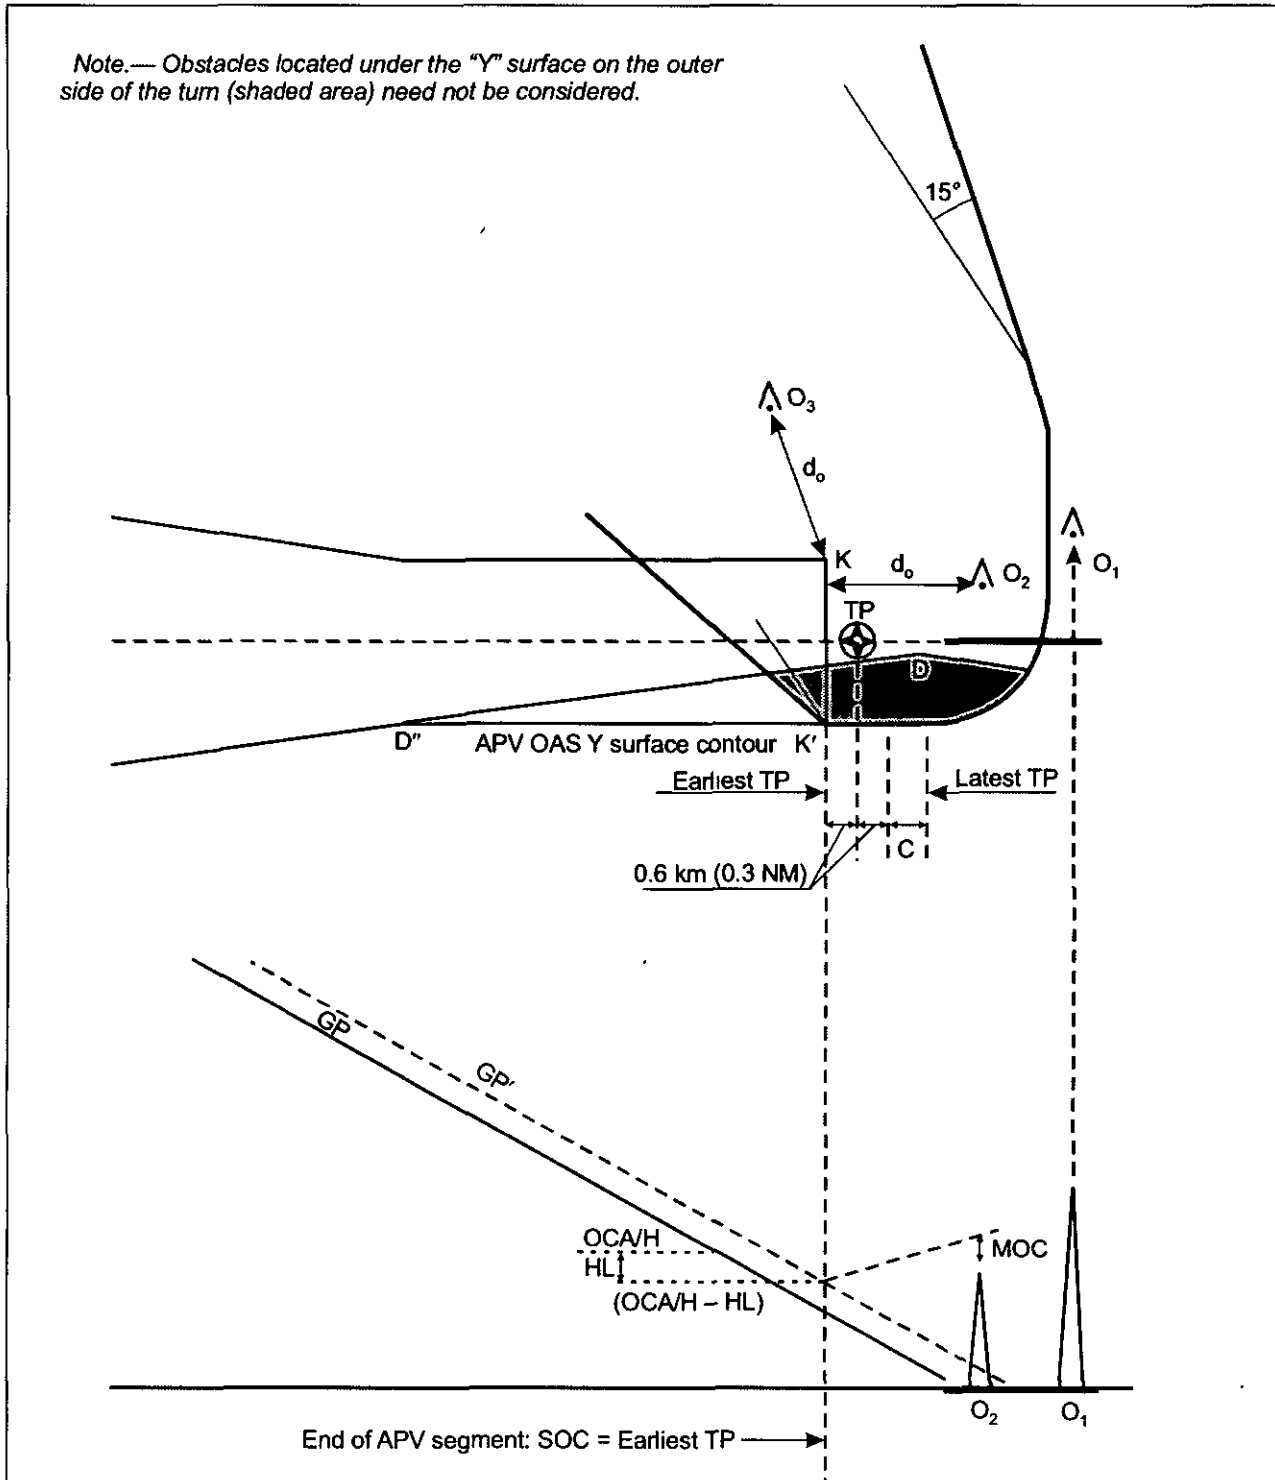 Note.— Obstacles located under the "Y" surface on the outer
side of the turn (shaded area) need not be considered.
15°
O₃
dₒ
K
dₒ
O₂
O₁
TP
D
D"
APV OAS Y surface contour
K'
Earliest TP
Latest TP
C
0.6 km (0.3 NM)
GP
GP'
OCA/H
HL
(OCA/H – HL)
MOC
O₂
O₁
End of APV segment: SOC = Earliest TP